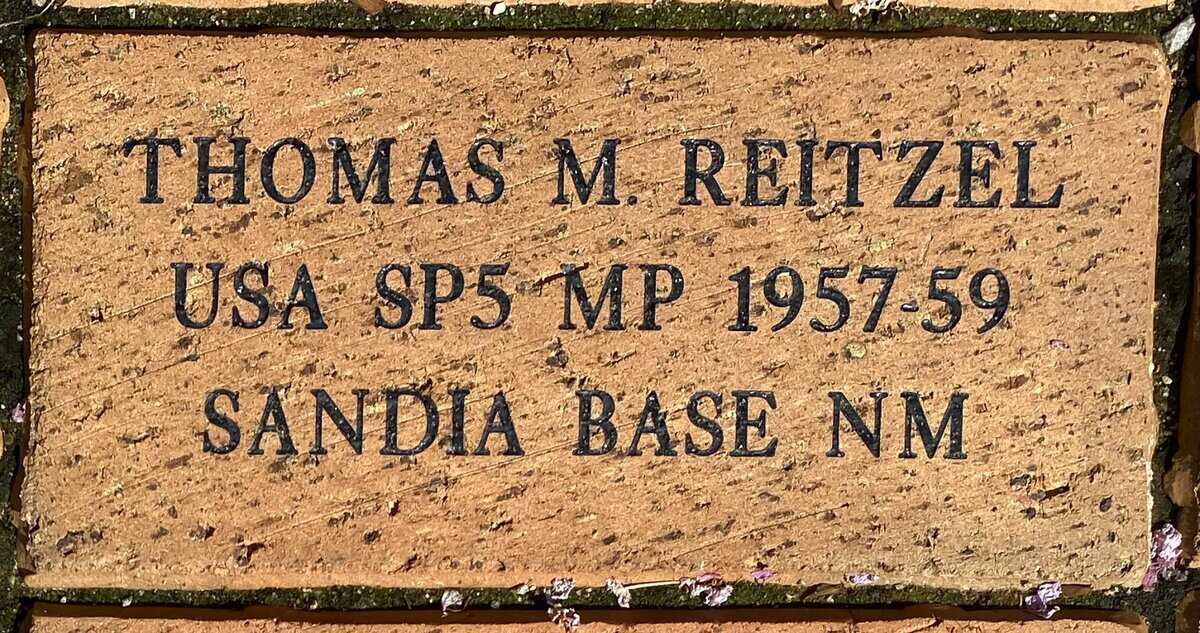 THOMAS M. REITZEL
USA SP5 MP 1957-59
SANDIA BASE NM